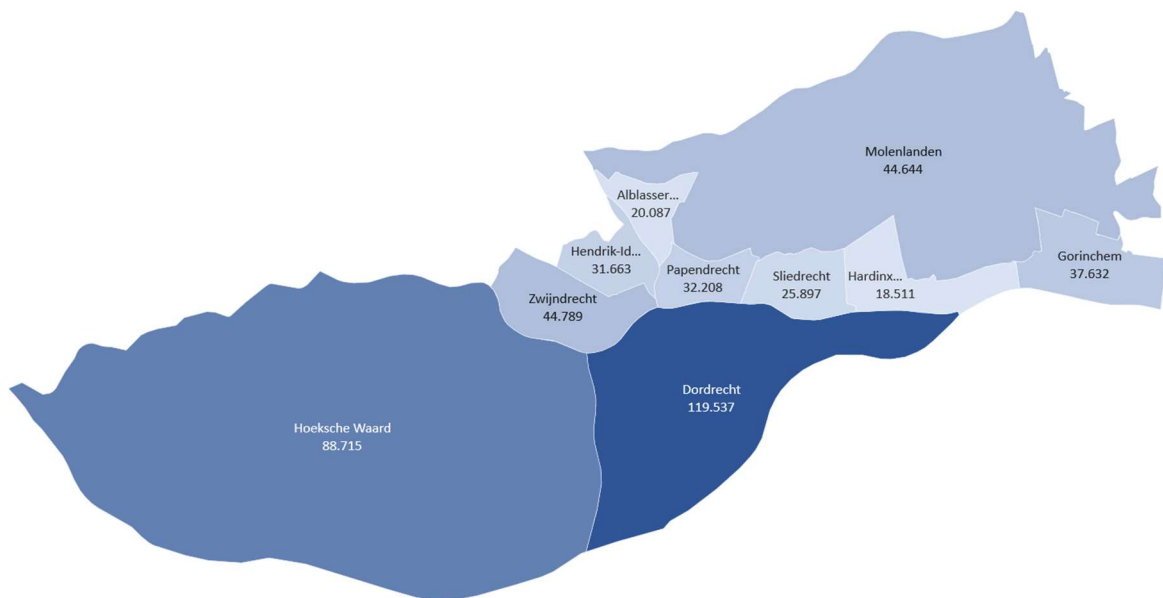 Molenlanden
44.644
Alblasser...
20.087
Hendrik-Id...
31.663
Papendrecht
32.208
Sliedrecht
25.897
Hardinx...
18.511
Gorinchem
37.632
Zwijndrecht
44.789
Dordrecht
119.537
Hoeksche Waard
88.715